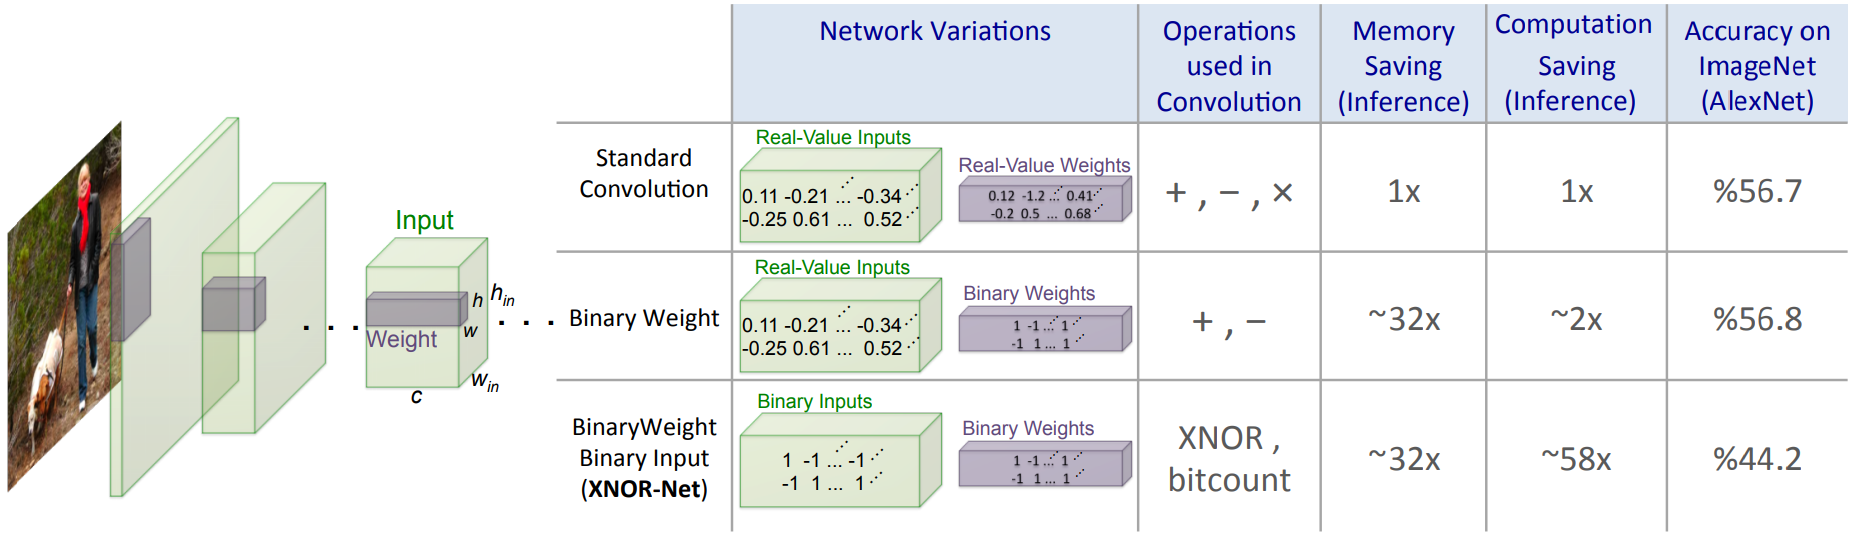 Network Variations
Operations
used in
Convolution
Memory
Saving
(Inference)
Computation
Saving
(Inference)
Accuracy on
ImageNet
(AlexNet)
Input
Weight
h
w
c
h_in
w_in
. . .
. . .
Standard
Convolution
Real-Value Inputs
0.11 -0.21 ... -0.34
-0.25 0.61 ... 0.52
Real-Value Weights
0.12 -1.2 ... 0.41
-0.2 0.5 ... 0.68
+ , − , ×
1x
1x
%56.7
Binary Weight
Real-Value Inputs
0.11 -0.21 ... -0.34
-0.25 0.61 ... 0.52
Binary Weights
1 -1 ... 1
-1 1 ... 1
+ , −
~32x
~2x
%56.8
BinaryWeight
Binary Input
(XNOR-Net)
Binary Inputs
1 -1 ... -1
-1 1 ... 1
Binary Weights
1 -1 ... 1
-1 1 ... 1
XNOR ,
bitcount
~32x
~58x
%44.2